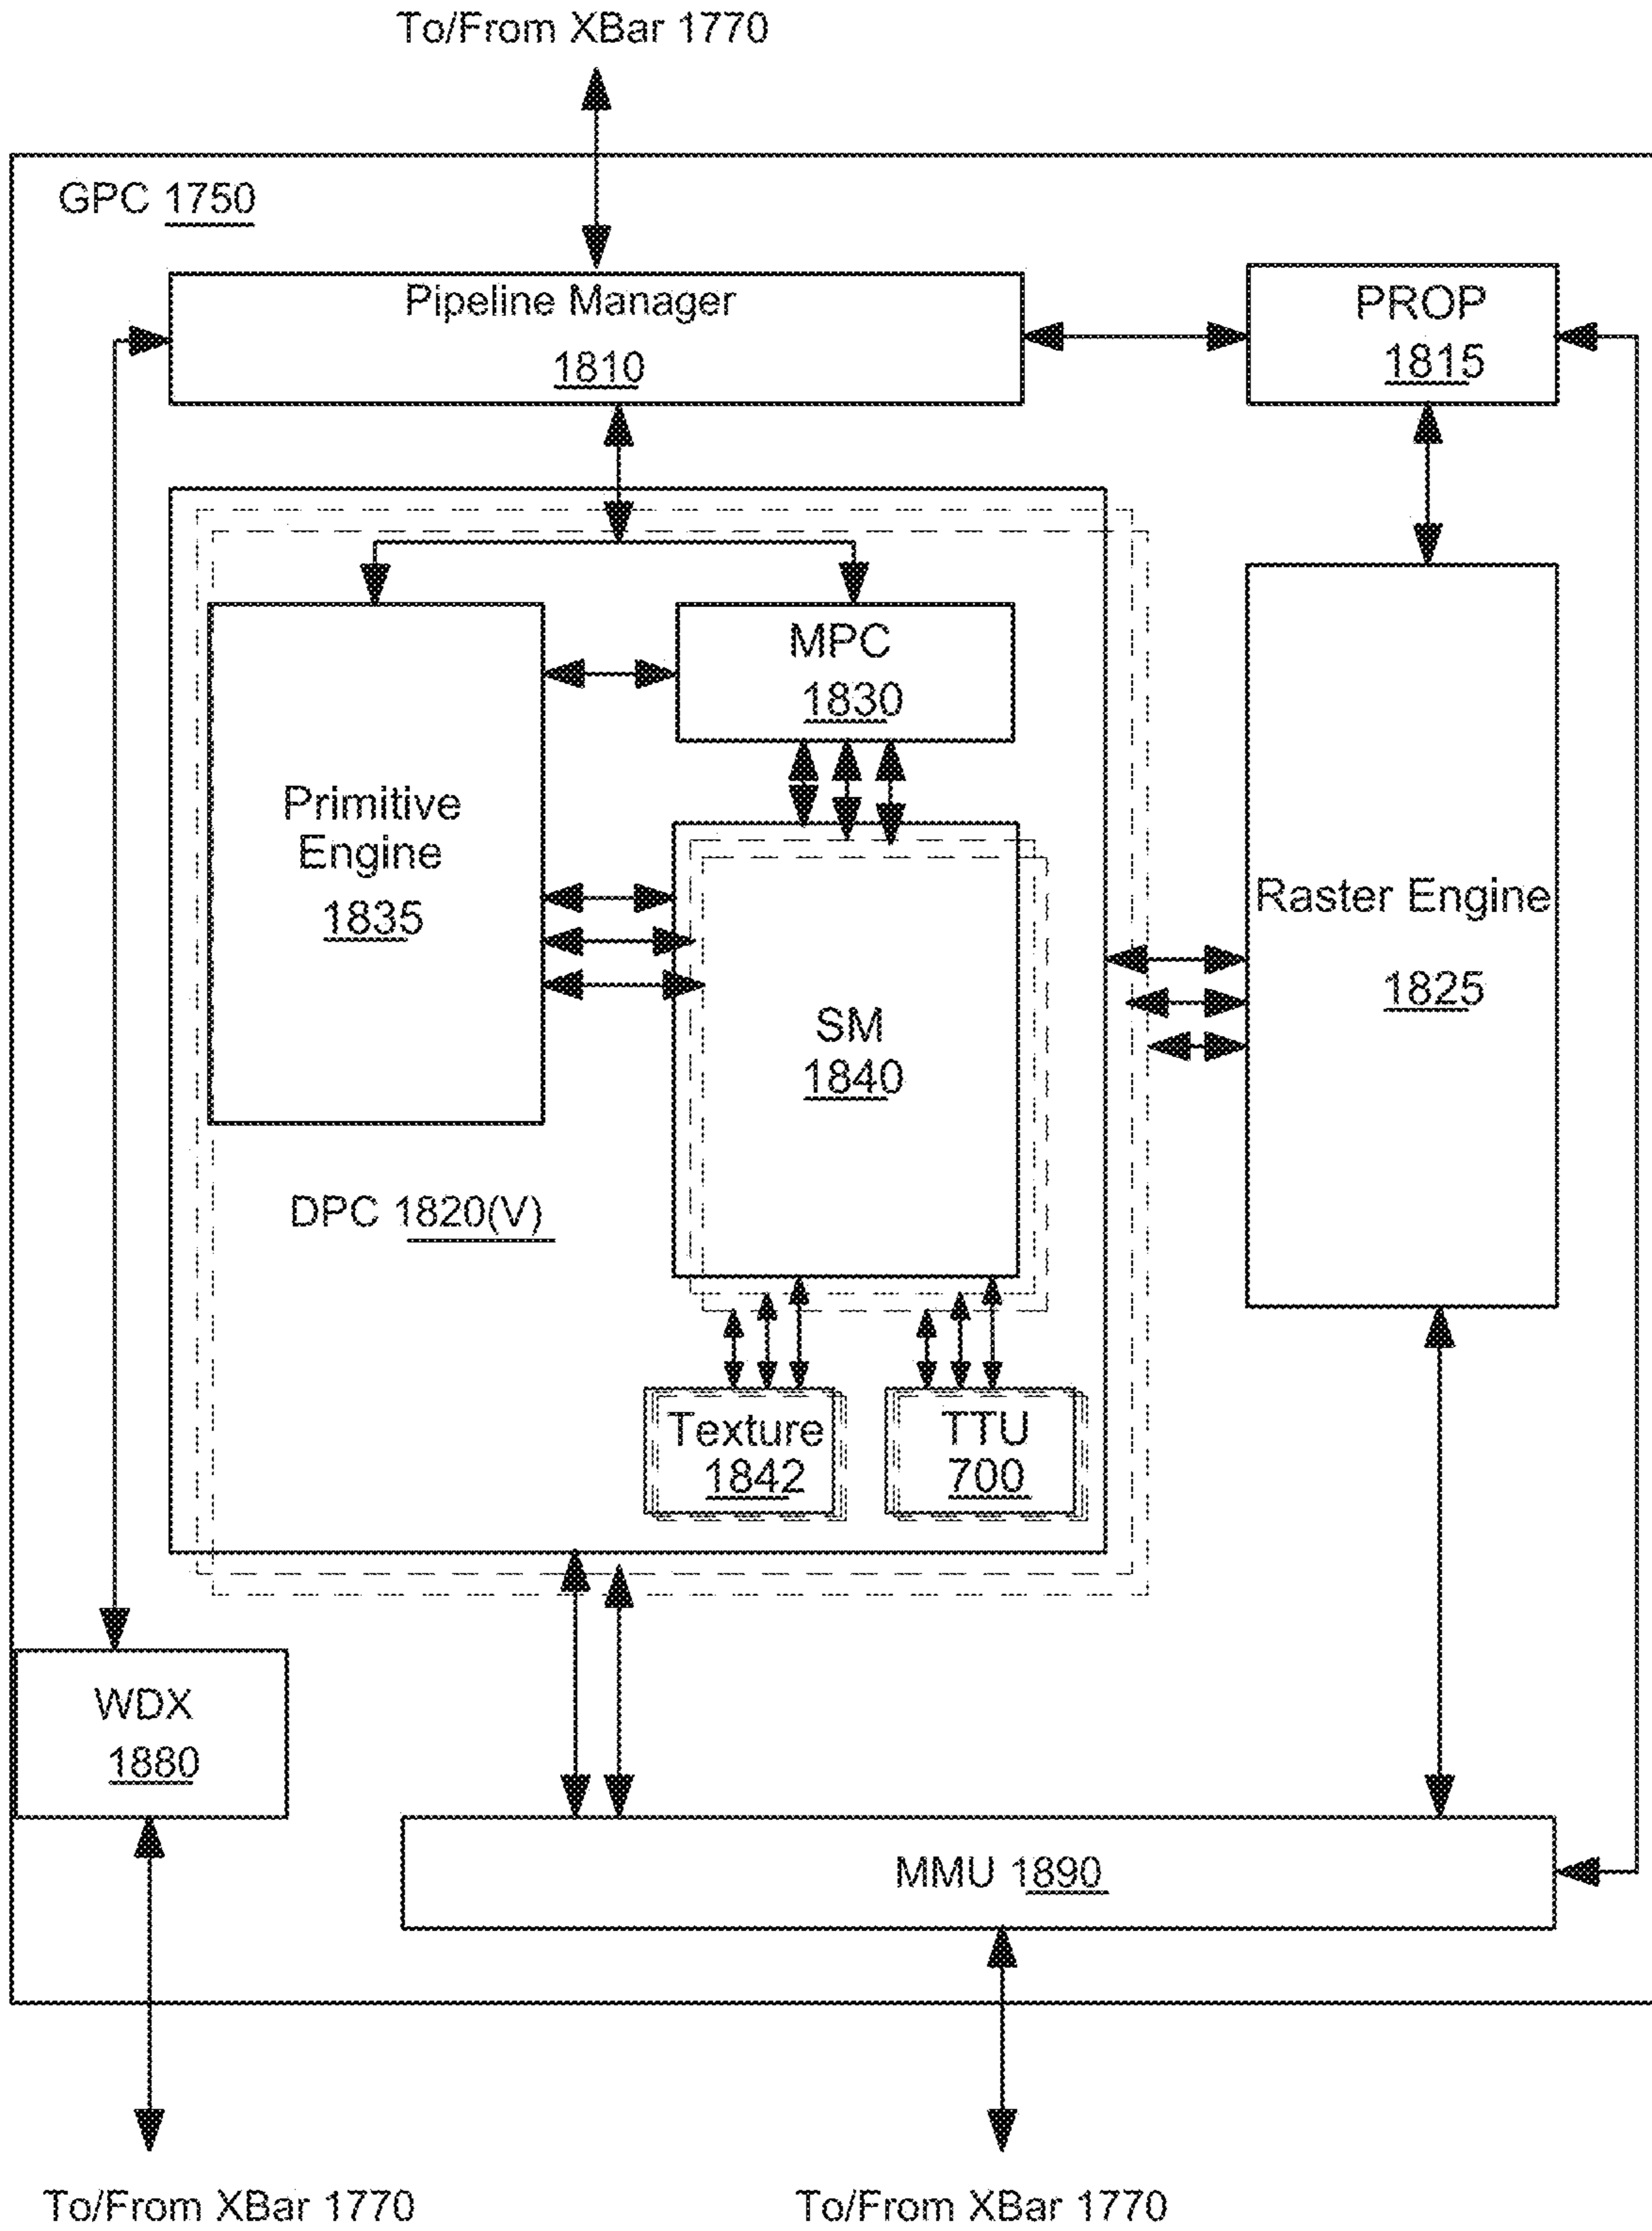 To/From XBar 1770
GPC 1750
Pipeline Manager
1810
PROP
1815
MPC
1830
Primitive
Engine
1835
Raster Engine
1825
SM
1840
DPC 1820(V)
Texture
1842
TTU
700
WDX
1880
MMU 1890
To/From XBar 1770
To/From XBar 1770